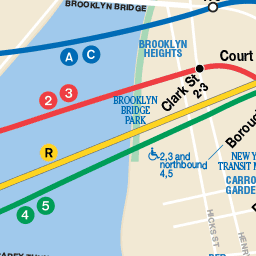 BROOKLYN BRIDGE
A C
BROOKLYN
HEIGHTS
Court
2 3
Clark St
2·3
BROOKLYN
BRIDGE
PARK
R
2,3 and
northbound
4,5
NEW Y
TRANSIT M
CARRO
GARDE
4 5
HICKS ST
HENR